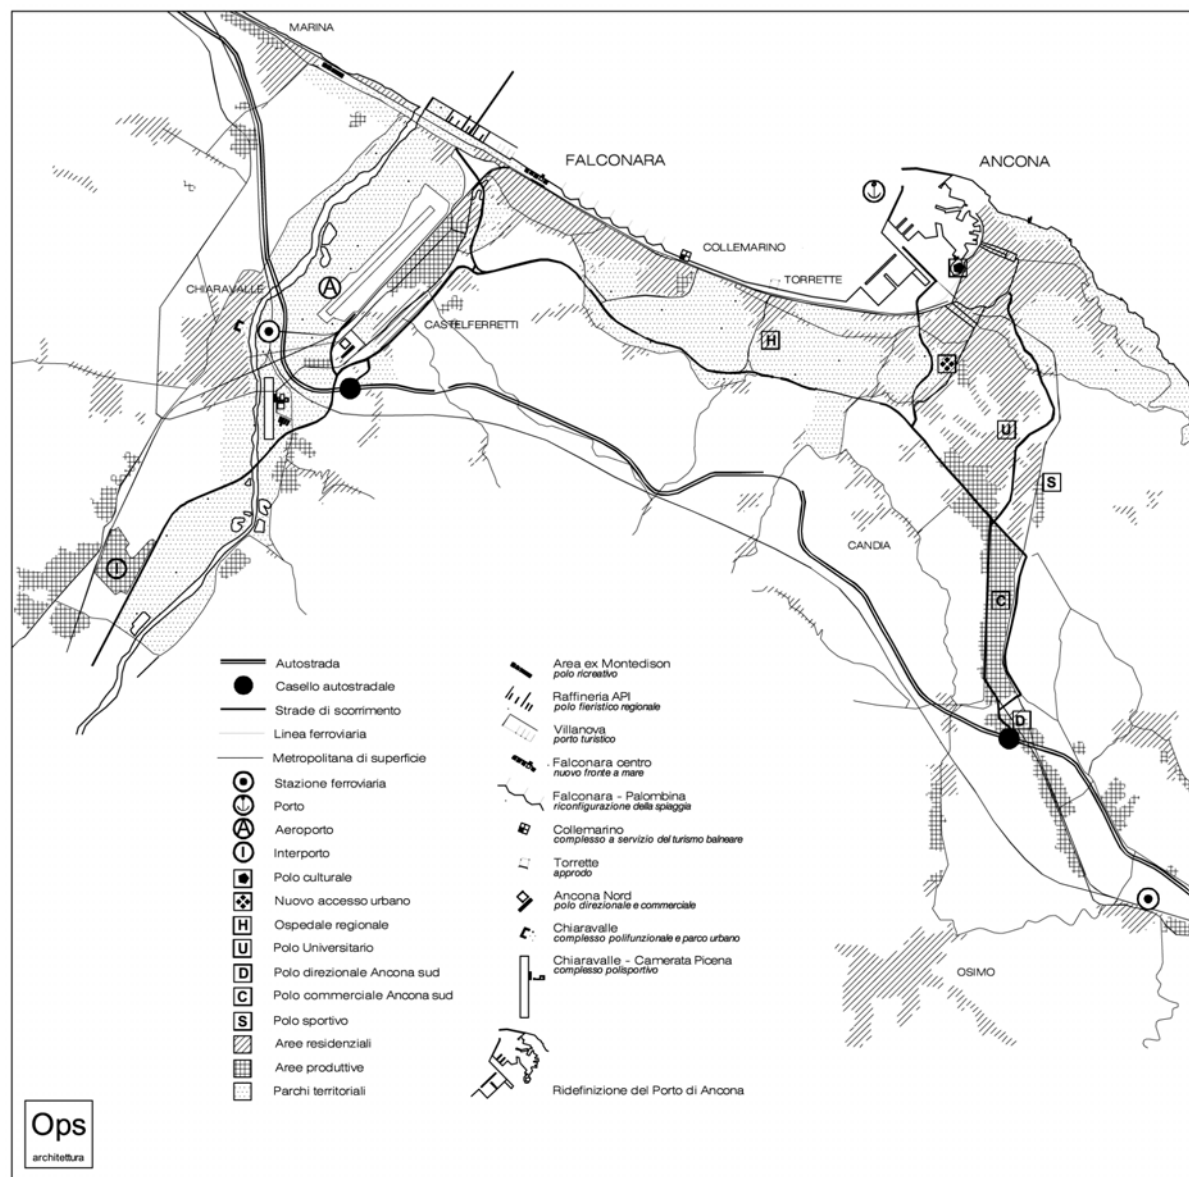 MARINA
FALCONARA
ANCONA
COLLEMARINO
TORRETTE
CHIARAVALLE
A
CASTELFERRETTI
H
U
S
CANDIA
I
C
D
OSIMO
Autostrada
Casello autostradale
Strade di scorrimento
Linea ferroviaria
Metropolitana di superficie
Stazione ferroviaria
Porto
A Aeroporto
I Interporto
Polo culturale
Nuovo accesso urbano
H Ospedale regionale
U Polo Universitario
D Polo direzionale Ancona sud
C Polo commerciale Ancona sud
S Polo sportivo
Aree residenziali
Aree produttive
Parchi territoriali
Area ex Montedison
polo ricreativo
Raffineria API
polo fieristico regionale
Villanova
porto turistico
Falconara centro
nuovo fronte a mare
Falconara - Palombina
riconfigurazione della spiaggia
Collemarino
complesso a servizio del turismo balneare
Torrette
approdo
Ancona Nord
polo direzionale e commerciale
Chiaravalle
complesso polifunzionale e parco urbano
Chiaravalle - Camerata Picena
complesso polisportivo
Ridefinizione del Porto di Ancona
Ops
architettura